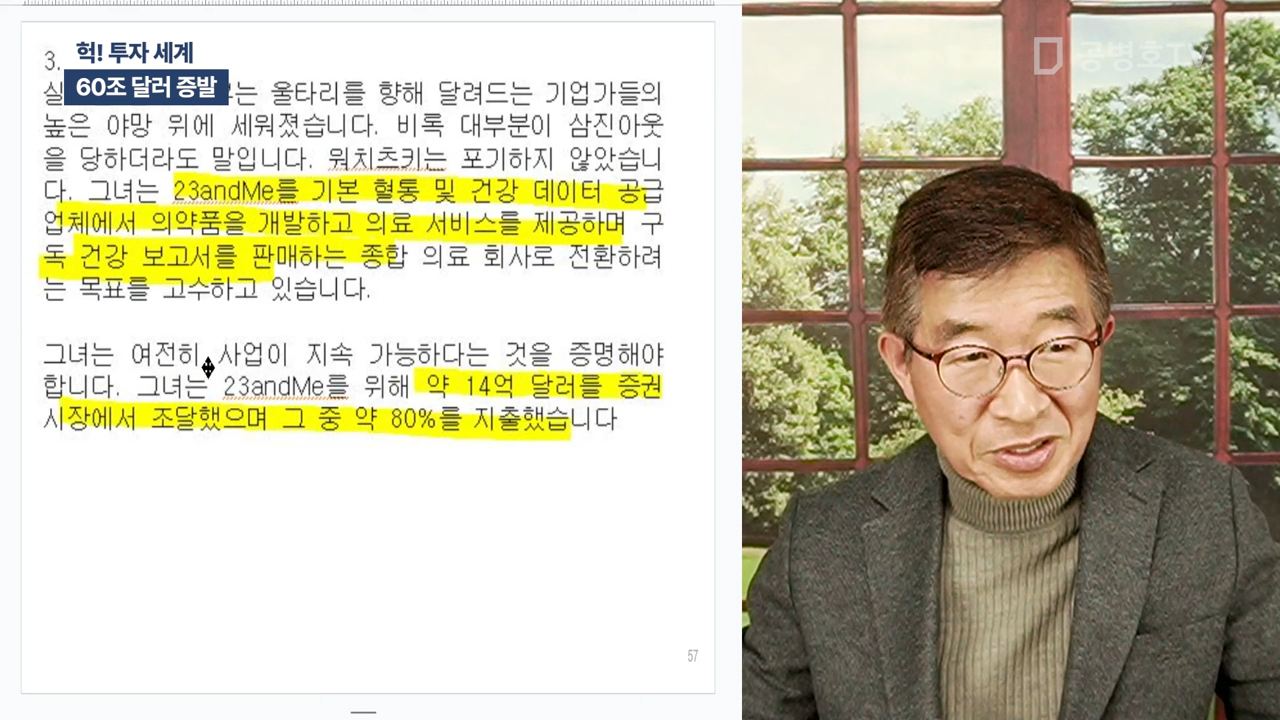 헉! 투자 세계
60조 달러 증발
공병호TV
3.
실 는 울타리를 향해 달려드는 기업가들의
높은 야망 위에 세워졌습니다. 비록 대부분이 삼진아웃
을 당하더라도 말입니다. 워치츠키는 포기하지 않았습니
다. 그녀는 23andMe를 기본 혈통 및 건강 데이터 공급
업체에서 의약품을 개발하고 의료 서비스를 제공하며 구
독 건강 보고서를 판매하는 종합 의료 회사로 전환하려
는 목표를 고수하고 있습니다.
그녀는 여전히 사업이 지속 가능하다는 것을 증명해야
합니다. 그녀는 23andMe를 위해 약 14억 달러를 증권
시장에서 조달했으며 그 중 약 80%를 지출했습니다
57